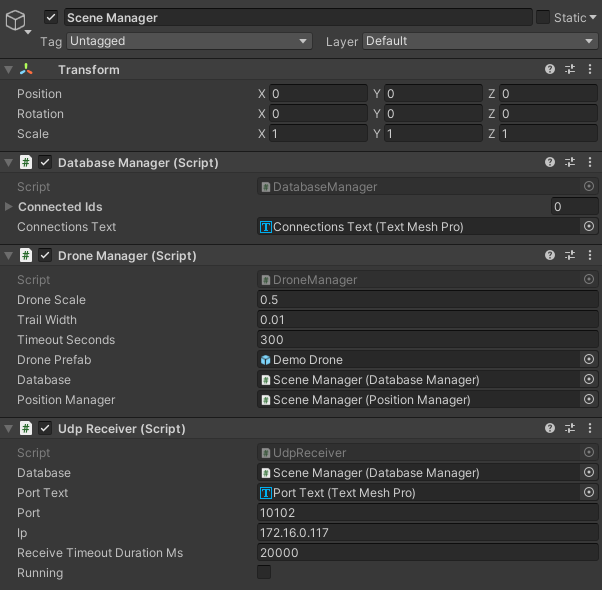 Scene Manager Static
Tag Untagged Layer Default
Transform
Position X 0 Y 0 Z 0
Rotation X 0 Y 0 Z 0
Scale X 1 Y 1 Z 1
# Database Manager (Script)
Script # DatabaseManager
Connected Ids 0
Connections Text T Connections Text (Text Mesh Pro)
# Drone Manager (Script)
Script # DroneManager
Drone Scale 0.5
Trail Width 0.01
Timeout Seconds 300
Drone Prefab Demo Drone
Database # Scene Manager (Database Manager)
Position Manager # Scene Manager (Position Manager)
# Udp Receiver (Script)
Script # UdpReceiver
Database # Scene Manager (Database Manager)
Port Text T Port Text (Text Mesh Pro)
Port 10102
Ip 172.16.0.117
Receive Timeout Duration Ms 20000
Running